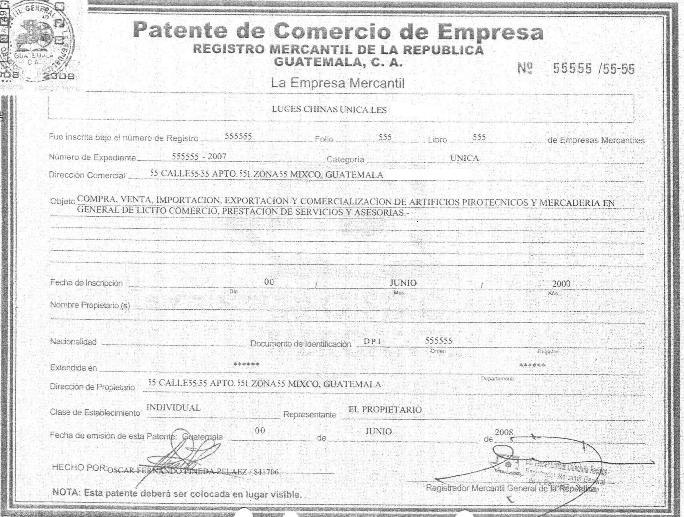 Patente de Comercio de Empresa
REGISTRO MERCANTIL DE LA REPUBLICA
GUATEMALA, C. A.
Nº 55555 /55-55
La Empresa Mercantil
LUCES CHINAS UNICALES
Fue inscrita bajo el número de Registro 555555 Folio 555 Libro 555 de Empresas Mercantiles
Número de Expediente 555555 - 2007 Categoría UNICA
Dirección Comercial 55 CALLE55-35 APTO. 551 ZONA55 MIXCO, GUATEMALA
Objeto COMPRA, VENTA, IMPORTACION, EXPORTACION Y COMERCIALIZACION DE ARTIFICIOS PIROTECNICOS Y MERCADERIA EN
GENERAL DE LICITO COMERCIO, PRESTACION DE SERVICIOS Y ASESORIAS.-
Fecha de Inscripción 00 / JUNIO / 2000
Día Mes Año
Nombre Propietario (s)
Nacionalidad Documento de Identificación DPI 555555
Orden Registro
Extendida en ****** ******
Departamento
Dirección de Propietario 55 CALLE55-35 APTO. 551 ZONA55 MIXCO, GUATEMALA
Clase de Establecimiento INDIVIDUAL Representante EL PROPIETARIO
Fecha de emisión de esta Patente: Guatemala 00 de JUNIO de 2008
HECHO POR: OSCAR FERNANDO PINEDA PELAEZ / 841706
Registrador Mercantil General de la República
NOTA: Esta patente deberá ser colocada en lugar visible.